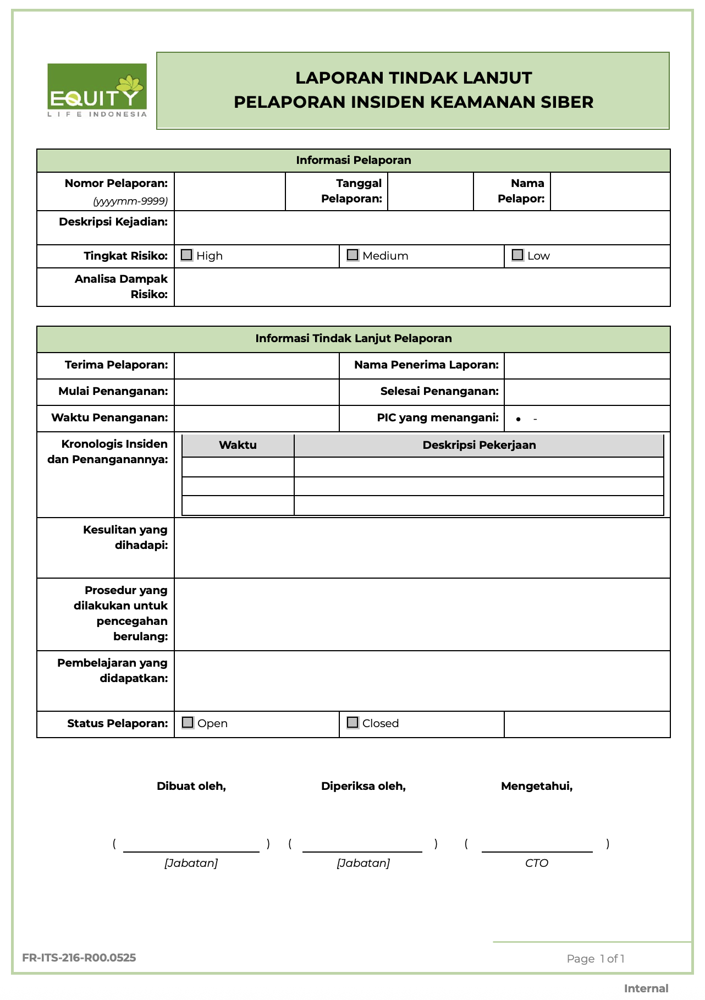 EQUITY
LIFE INDONESIA
LAPORAN TINDAK LANJUT
PELAPORAN INSIDEN KEAMANAN SIBER
Informasi Pelaporan
Nomor Pelaporan:
(yyyymm-9999)
Tanggal
Pelaporan:
Nama
Pelapor:
Deskripsi Kejadian:
Tingkat Risiko:
High
Medium
Low
Analisa Dampak
Risiko:
Informasi Tindak Lanjut Pelaporan
Terima Pelaporan:
Nama Penerima Laporan:
Mulai Penanganan:
Selesai Penanganan:
Waktu Penanganan:
PIC yang menangani:
• -
Kronologis Insiden
dan Penanganannya:
Waktu
Deskripsi Pekerjaan
Kesulitan yang
dihadapi:
Prosedur yang
dilakukan untuk
pencegahan
berulang:
Pembelajaran yang
didapatkan:
Status Pelaporan:
Open
Closed
Dibuat oleh,
Diperiksa oleh,
Mengetahui,
( )
( )
( )
[Jabatan]
[Jabatan]
CTO
FR-ITS-216-R00.0525
Page 1 of 1
Internal